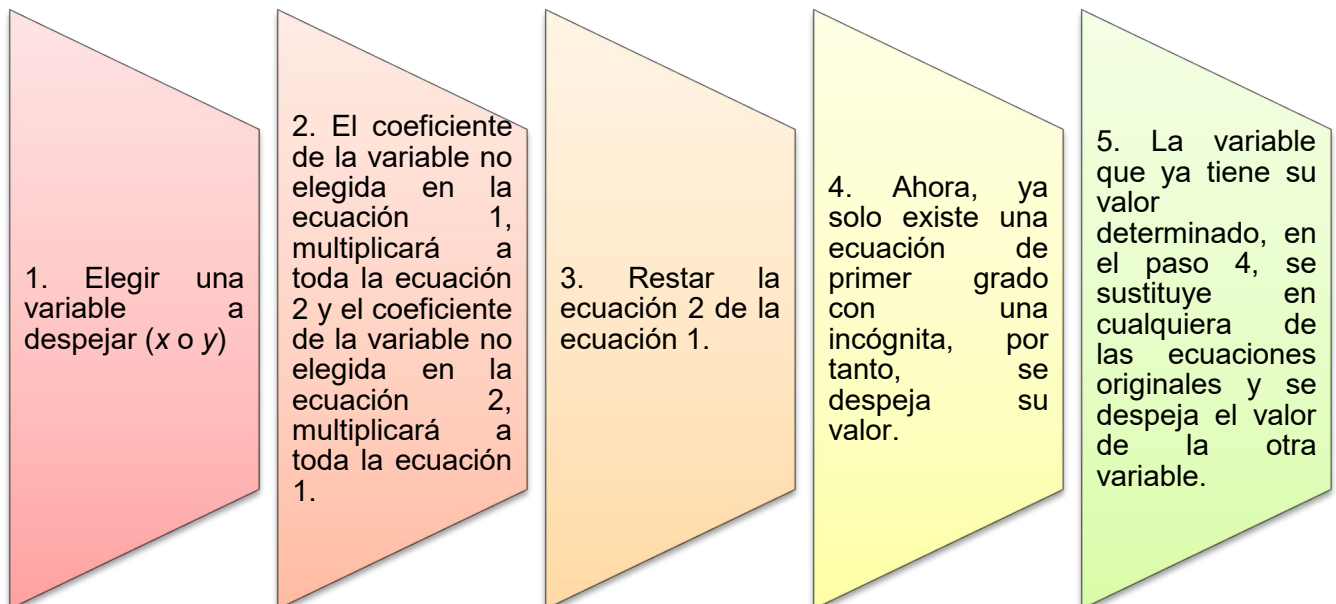 1. Elegir una
variable a
despejar (x o y)
2. El coeficiente
de la variable no
elegida en la
ecuación 1,
multiplicará a
toda la ecuación
2 y el coeficiente
de la variable no
elegida en la
ecuación 2,
multiplicará a
toda la ecuación
1.
3. Restar la
ecuación 2 de la
ecuación 1.
4. Ahora, ya
solo existe una
ecuación de
primer grado
con una
incógnita, por
tanto, se
despeja su
valor.
5. La variable
que ya tiene su
valor
determinado, en
el paso 4, se
sustituye en
cualquiera de
las ecuaciones
originales y se
despeja el valor
de la otra
variable.